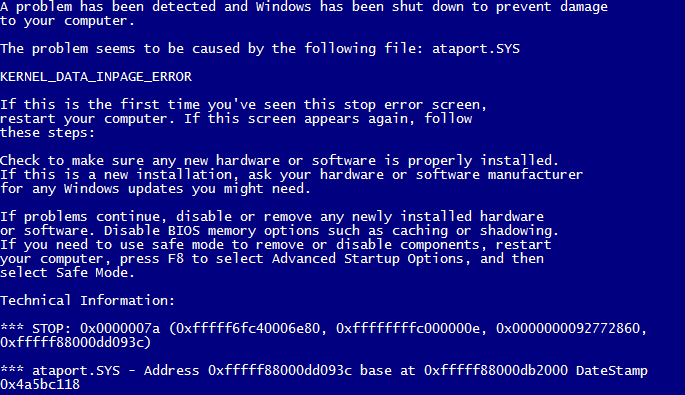 A problem has been detected and Windows has been shut down to prevent damage
to your computer.
The problem seems to be caused by the following file: ataport.SYS
KERNEL_DATA_INPAGE_ERROR
If this is the first time you've seen this stop error screen,
restart your computer. If this screen appears again, follow
these steps:
Check to make sure any new hardware or software is properly installed.
If this is a new installation, ask your hardware or software manufacturer
for any Windows updates you might need.
If problems continue, disable or remove any newly installed hardware
or software. Disable BIOS memory options such as caching or shadowing.
If you need to use safe mode to remove or disable components, restart
your computer, press F8 to select Advanced Startup Options, and then
select Safe Mode.
Technical Information:
*** STOP: 0x0000007a (0xfffff6fc40006e80, 0xffffffffc000000e, 0x0000000092772860,
0xfffff88000dd093c)
*** ataport.SYS - Address 0xfffff88000dd093c base at 0xfffff88000db2000 DateStamp
0x4a5bc118